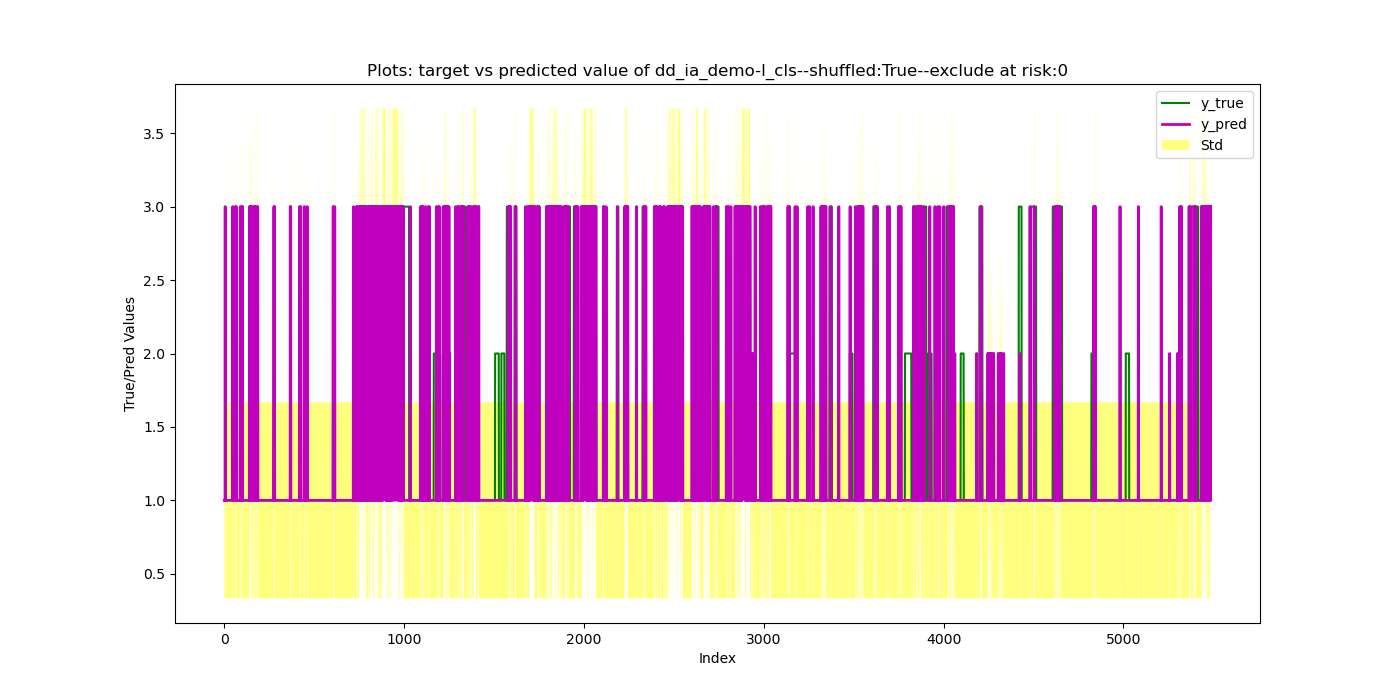 Plots: target vs predicted value of dd_ia_demo-l_cls--shuffled:True--exclude at risk:0
y_true
y_pred
Std
True/Pred Values
3.5
3.0
2.5
2.0
1.5
1.0
0.5
0 1000 2000 3000 4000 5000
Index